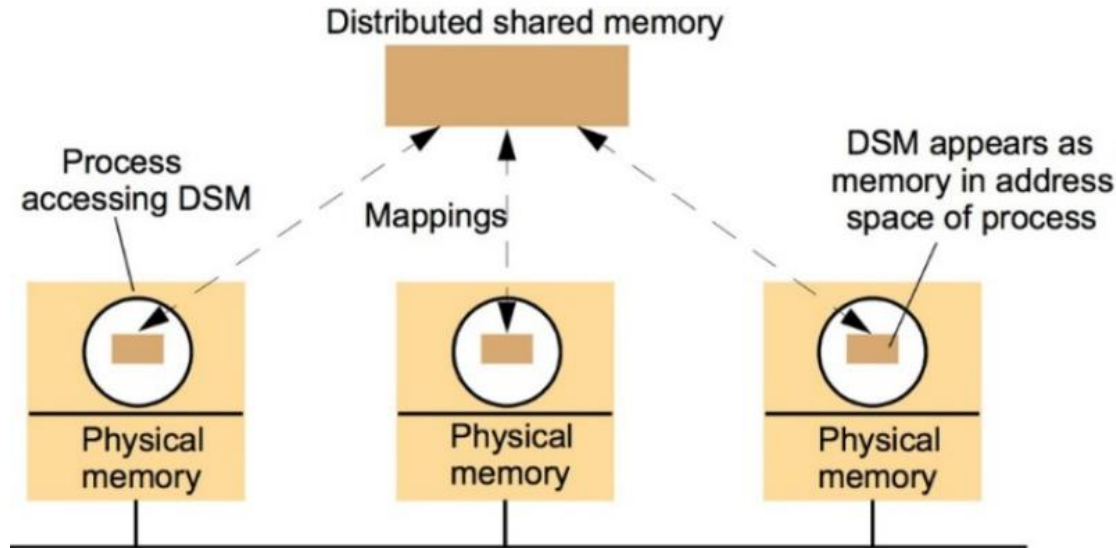 Distributed shared memory
Process
accessing DSM
Mappings
DSM appears as
memory in address
space of process
Physical
memory
Physical
memory
Physical
memory